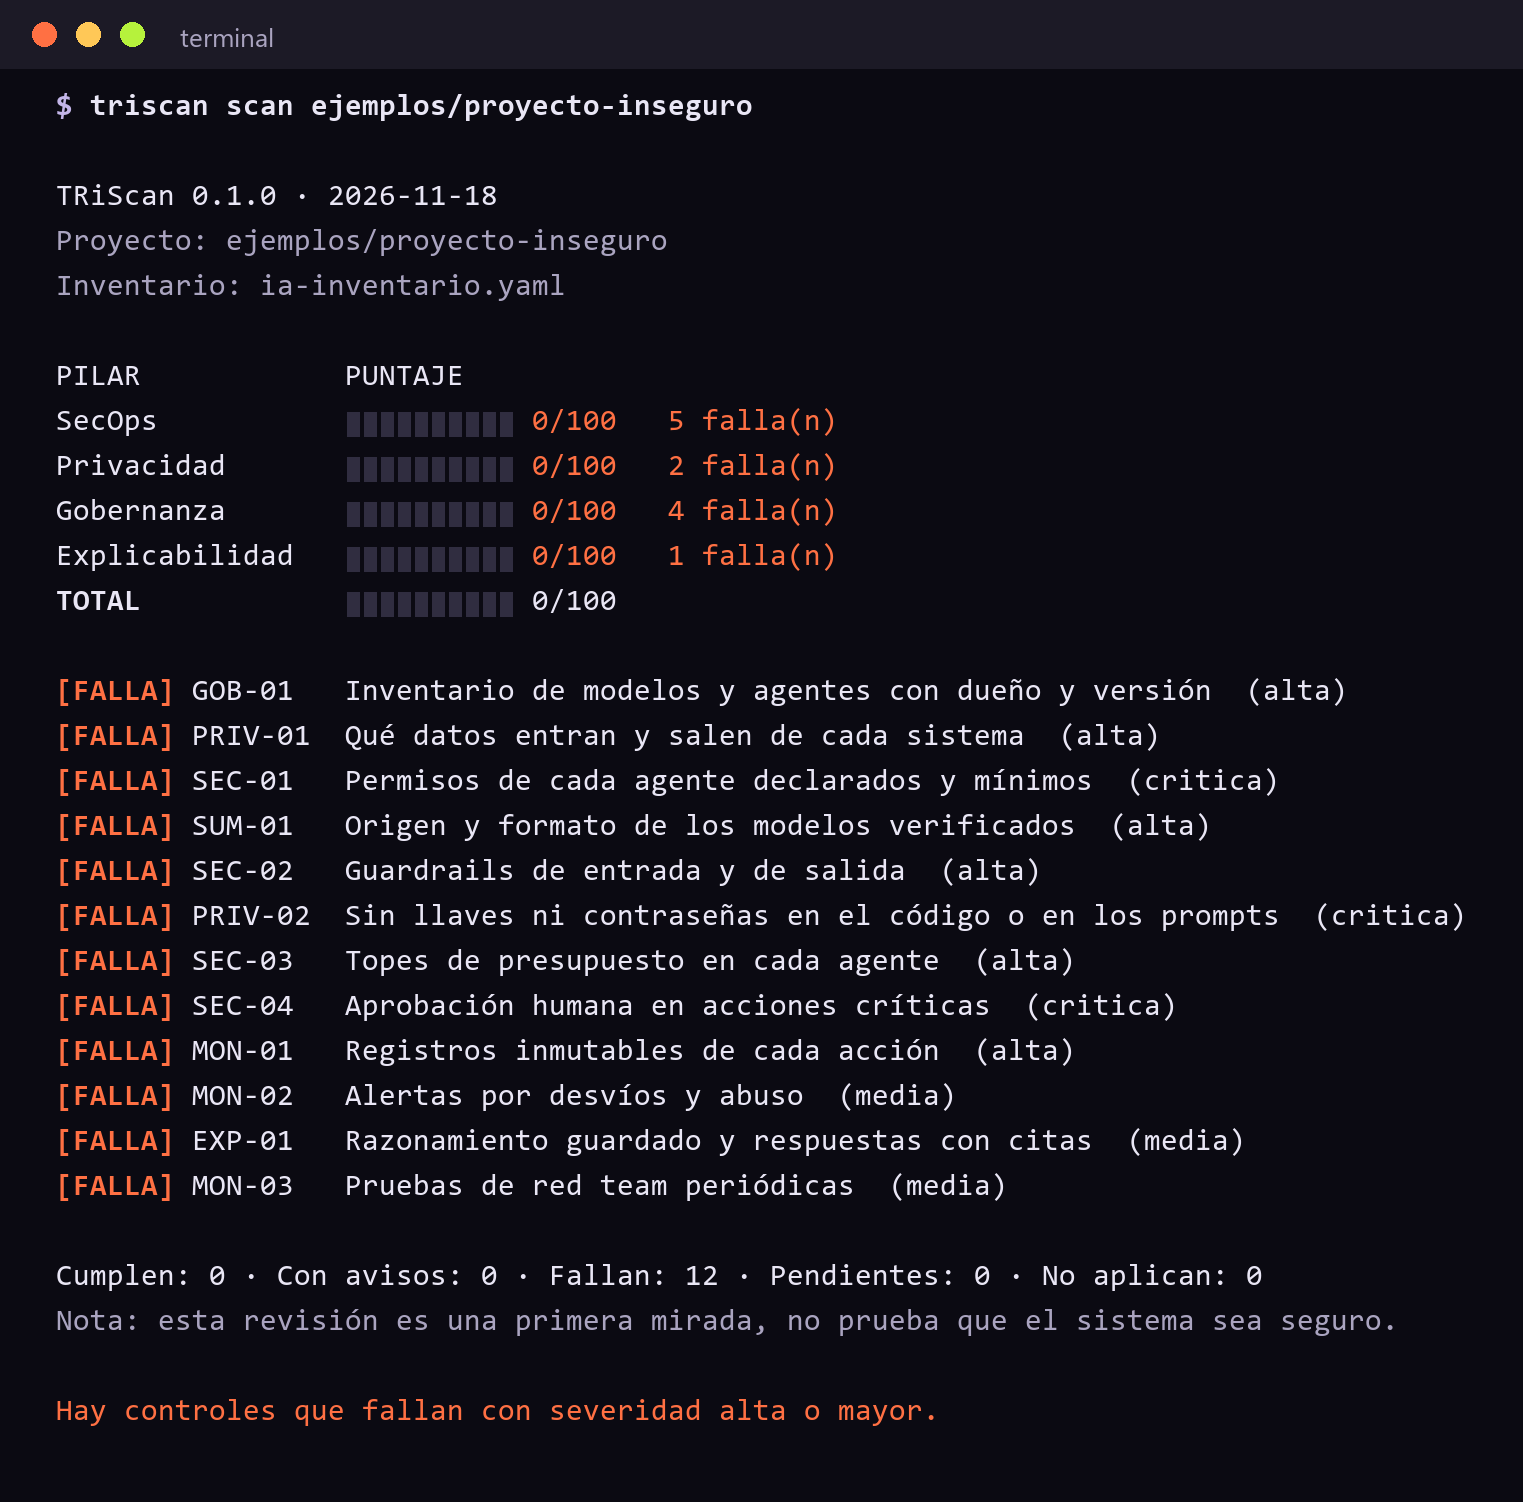 terminal
$ triscan scan ejemplos/proyecto-inseguro
TRiScan 0.1.0 · 2026-11-18
Proyecto: ejemplos/proyecto-inseguro
Inventario: ia-inventario.yaml
PILAR PUNTAJE
SecOps 0/100 5 falla(n)
Privacidad 0/100 2 falla(n)
Gobernanza 0/100 4 falla(n)
Explicabilidad 0/100 1 falla(n)
TOTAL 0/100
[FALLA] GOB-01 Inventario de modelos y agentes con dueño y versión (alta)
[FALLA] PRIV-01 Qué datos entran y salen de cada sistema (alta)
[FALLA] SEC-01 Permisos de cada agente declarados y mínimos (critica)
[FALLA] SUM-01 Origen y formato de los modelos verificados (alta)
[FALLA] SEC-02 Guardrails de entrada y de salida (alta)
[FALLA] PRIV-02 Sin llaves ni contraseñas en el código o en los prompts (critica)
[FALLA] SEC-03 Topes de presupuesto en cada agente (alta)
[FALLA] SEC-04 Aprobación humana en acciones críticas (critica)
[FALLA] MON-01 Registros inmutables de cada acción (alta)
[FALLA] MON-02 Alertas por desvíos y abuso (media)
[FALLA] EXP-01 Razonamiento guardado y respuestas con citas (media)
[FALLA] MON-03 Pruebas de red team periódicas (media)
Cumplen: 0 · Con avisos: 0 · Fallan: 12 · Pendientes: 0 · No aplican: 0
Nota: esta revisión es una primera mirada, no prueba que el sistema sea seguro.
Hay controles que fallan con severidad alta o mayor.